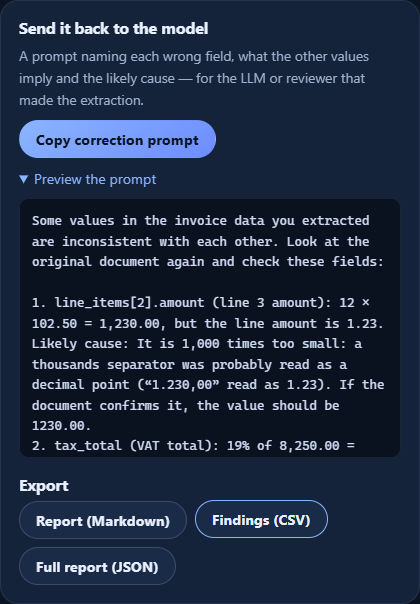 Send it back to the model
A prompt naming each wrong field, what the other values
imply and the likely cause — for the LLM or reviewer that
made the extraction.
Copy correction prompt
▼ Preview the prompt
Some values in the invoice data you extracted
are inconsistent with each other. Look at the
original document again and check these fields:
1. line_items[2].amount (line 3 amount): 12 ×
102.50 = 1,230.00, but the line amount is 1.23.
Likely cause: It is 1,000 times too small: a
thousands separator was probably read as a
decimal point (“1.230,00” read as 1.23). If the
document confirms it, the value should be
1230.00.
2. tax_total (VAT total): 19% of 8,250.00 =
Export
Report (Markdown)
Findings (CSV)
Full report (JSON)